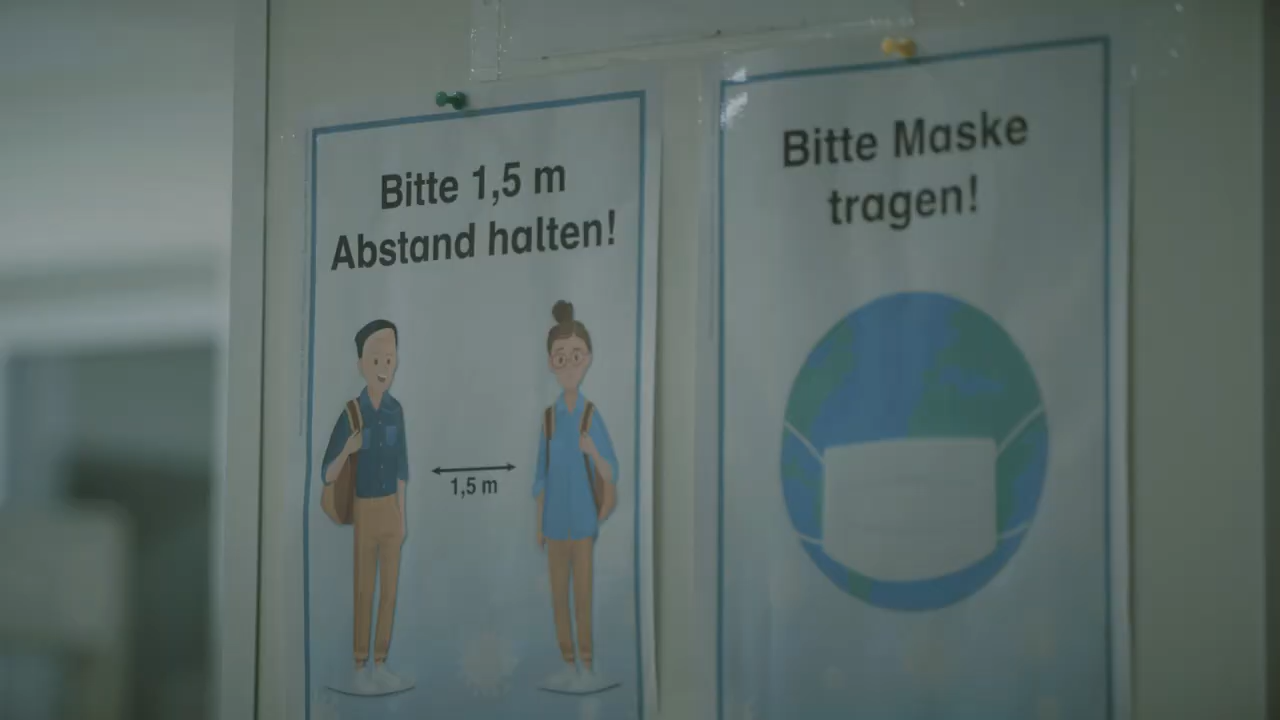 Bitte 1,5 m
Abstand halten!
1,5 m
Bitte Maske
tragen!